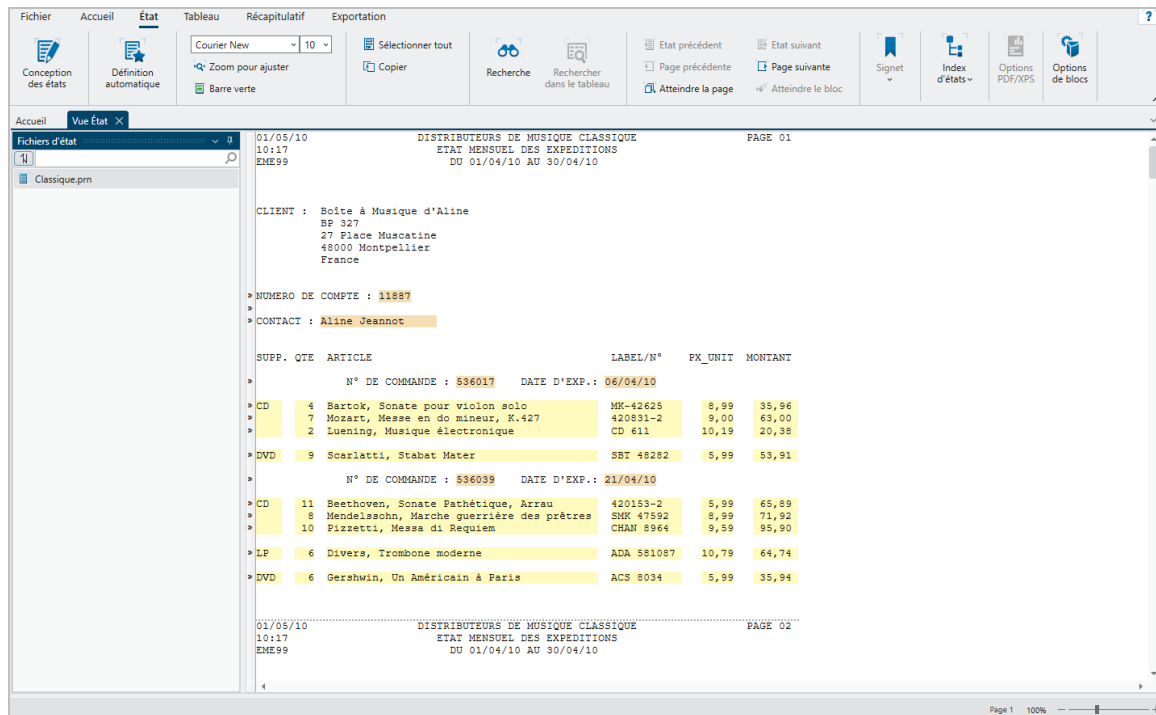 Fichier Accueil État Tableau Récapitulatif Exportation ?
Courier New 10 Sélectionner tout Etat précédent Etat suivant
Zoom pour ajuster Copier Page précédente Page suivante
Barre verte Atteindre la page Atteindre le bloc
Conception des états
Définition automatique
Recherche
Rechercher dans le tableau
Signet
Index d'états
Options PDF/XPS
Options de blocs
Accueil Vue État
Fichiers d'état
Classique.prn
01/05/10 DISTRIBUTEURS DE MUSIQUE CLASSIQUE PAGE 01
10:17 ETAT MENSUEL DES EXPEDITIONS
EME99 DU 01/04/10 AU 30/04/10
CLIENT : Boîte à Musique d'Aline
BP 327
27 Place Muscatine
48000 Montpellier
France
» NUMERO DE COMPTE : 11887
»
» CONTACT : Aline Jeannot
SUPP. QTE ARTICLE LABEL/N° PX_UNIT MONTANT
» N° DE COMMANDE : 536017 DATE D'EXP.: 06/04/10
» CD 4 Bartok, Sonate pour violon solo MK-42625 8,99 35,96
» 7 Mozart, Messe en do mineur, K.427 420831-2 9,00 63,00
» 2 Luening, Musique électronique CD 611 10,19 20,38
» DVD 9 Scarlatti, Stabat Mater SBT 48282 5,99 53,91
» N° DE COMMANDE : 536039 DATE D'EXP.: 21/04/10
» CD 11 Beethoven, Sonate Pathétique, Arrau 420153-2 5,99 65,89
» 8 Mendelssohn, Marche guerrière des prêtres SMK 47592 8,99 71,92
» 10 Pizzetti, Messa di Requiem CHAN 8964 9,59 95,90
» LP 6 Divers, Trombone moderne ADA 581087 10,79 64,74
» DVD 6 Gershwin, Un Américain à Paris ACS 8034 5,99 35,94
01/05/10 DISTRIBUTEURS DE MUSIQUE CLASSIQUE PAGE 02
10:17 ETAT MENSUEL DES EXPEDITIONS
EME99 DU 01/04/10 AU 30/04/10
Page 1 100%